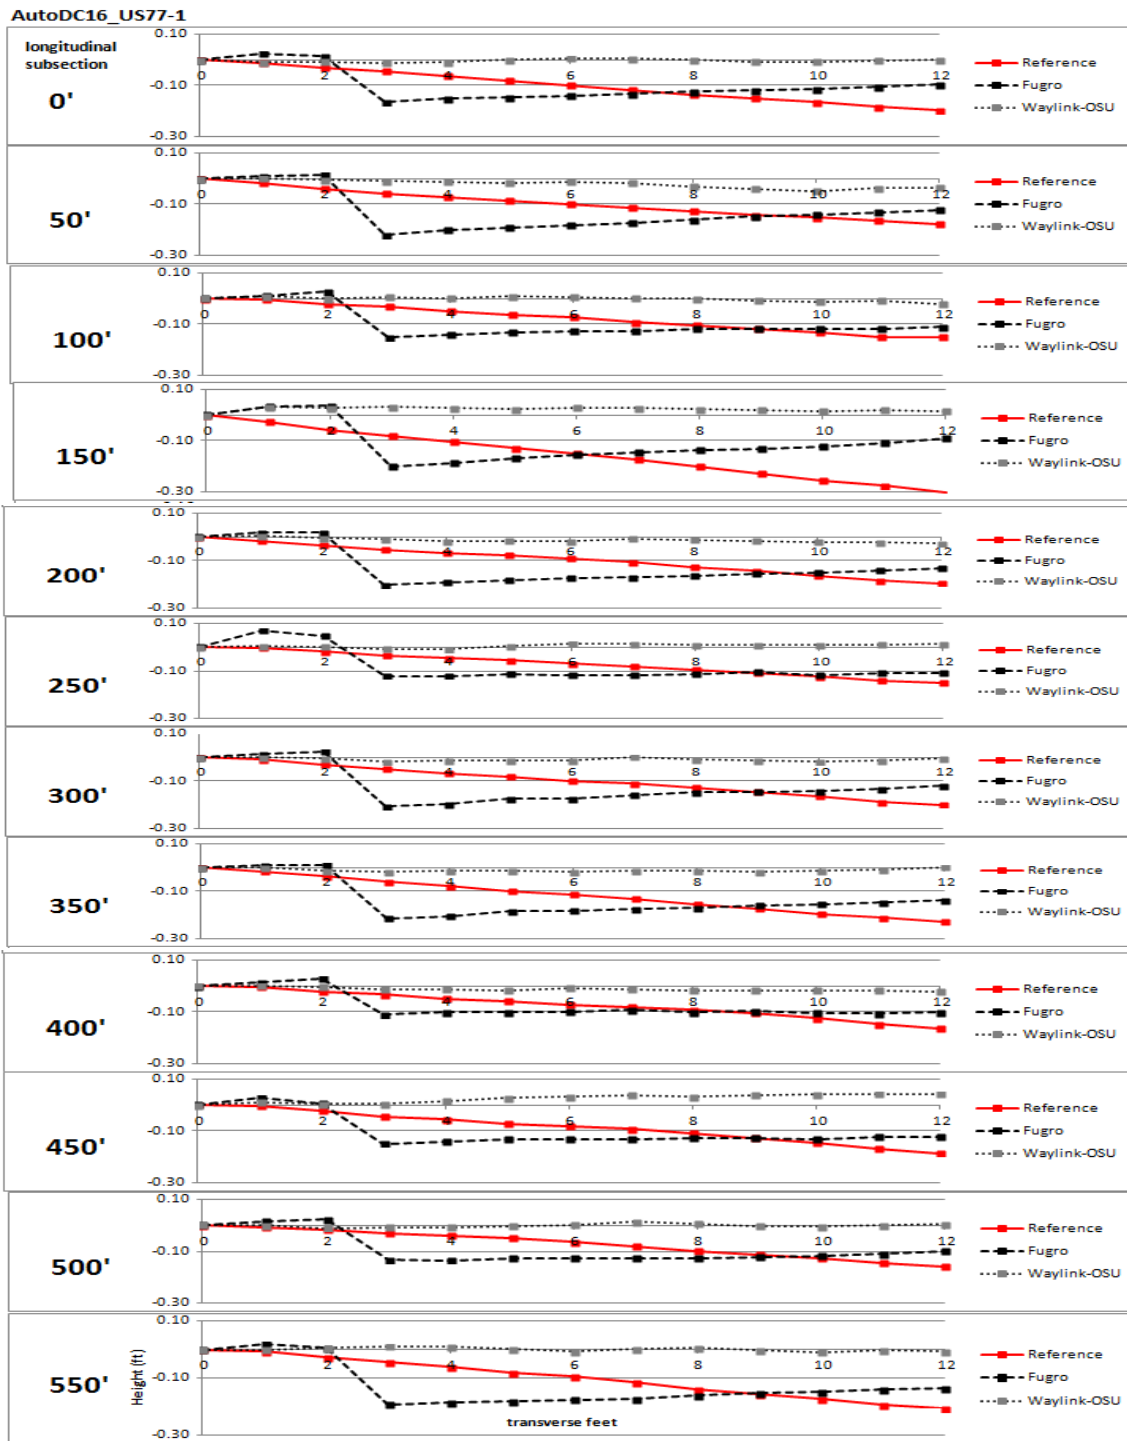 AutoDC16_US77-1
longitudinal
subsection
0'
0.10
-0.10
-0.30
0 2 4 6 8 10 12
Reference
Fugro
Waylink-OSU
50'
0.10
-0.10
-0.30
0 2 4 6 8 10 12
Reference
Fugro
Waylink-OSU
100'
0.10
-0.10
-0.30
0 2 4 6 8 10 12
Reference
Fugro
Waylink-OSU
150'
0.10
-0.10
-0.30
0 2 4 6 8 10 12
Reference
Fugro
Waylink-OSU
200'
0.10
-0.10
-0.30
0 2 4 6 8 10 12
Reference
Fugro
Waylink-OSU
250'
0.10
-0.10
-0.30
0 2 4 6 8 10 12
Reference
Fugro
Waylink-OSU
300'
0.10
-0.10
-0.30
0 2 4 6 8 10 12
Reference
Fugro
Waylink-OSU
350'
0.10
-0.10
-0.30
0 2 4 6 8 10 12
Reference
Fugro
Waylink-OSU
400'
0.10
-0.10
-0.30
0 2 4 6 8 10 12
Reference
Fugro
Waylink-OSU
450'
0.10
-0.10
-0.30
0 2 4 6 8 10 12
Reference
Fugro
Waylink-OSU
500'
0.10
-0.10
-0.30
0 2 4 6 8 10 12
Reference
Fugro
Waylink-OSU
550'
Height (ft)
0.10
-0.10
-0.30
0 2 4 6 8 10 12
transverse feet
Reference
Fugro
Waylink-OSU